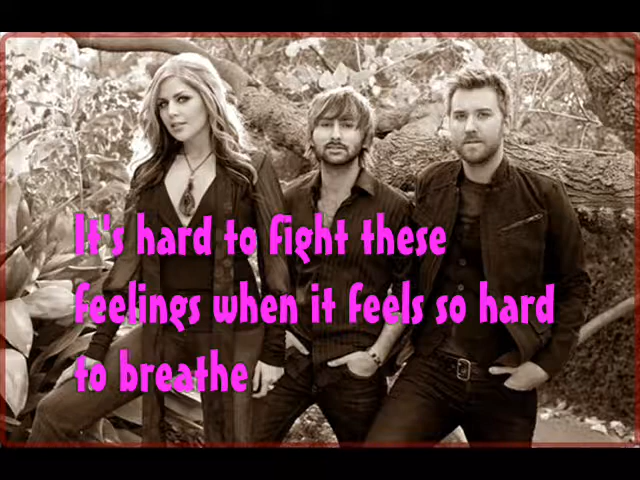 It's hard to fight these
feelings when it feels so hard
to breathe